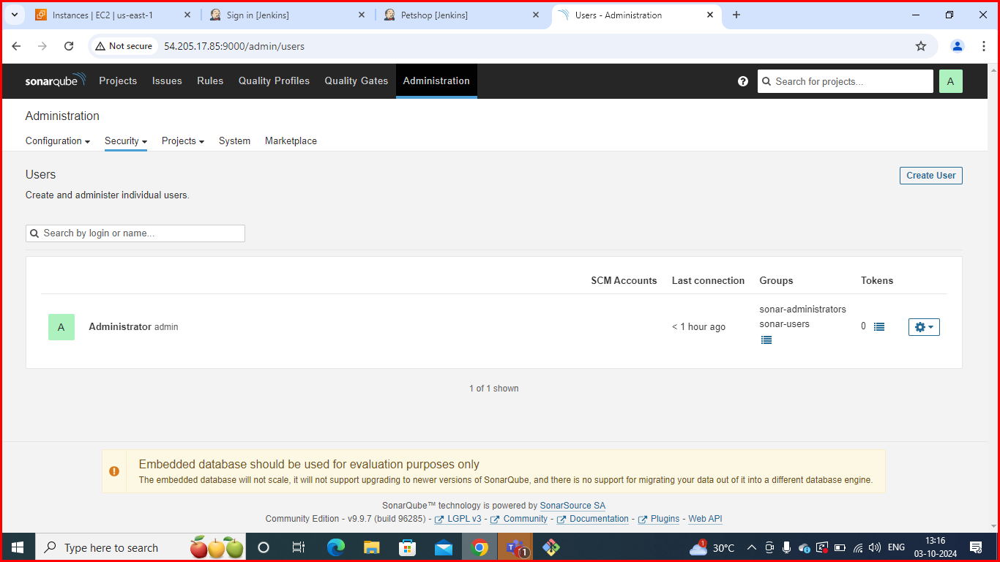 Instances | EC2 | us-east-1
Sign in [Jenkins]
Petshop [Jenkins]
Users - Administration
Not secure
54.205.17.85:9000/admin/users
sonarqube
Projects
Issues
Rules
Quality Profiles
Quality Gates
Administration
Search for projects...
A
Administration
Configuration
Security
Projects
System
Marketplace
Users
Create User
Create and administer individual users.
Search by login or name...
SCM Accounts
Last connection
Groups
Tokens
A
Administrator admin
< 1 hour ago
sonar-administrators
sonar-users
0
1 of 1 shown
Embedded database should be used for evaluation purposes only
The embedded database will not scale, it will not support upgrading to newer versions of SonarQube, and there is no support for migrating your data out of it into a different database engine.
SonarQube™ technology is powered by SonarSource SA
Community Edition - v9.9.7 (build 96285) - LGPL v3 - Community - Documentation - Plugins - Web API
Type here to search
T
1
1
30°C
ENG
13:16
03-10-2024